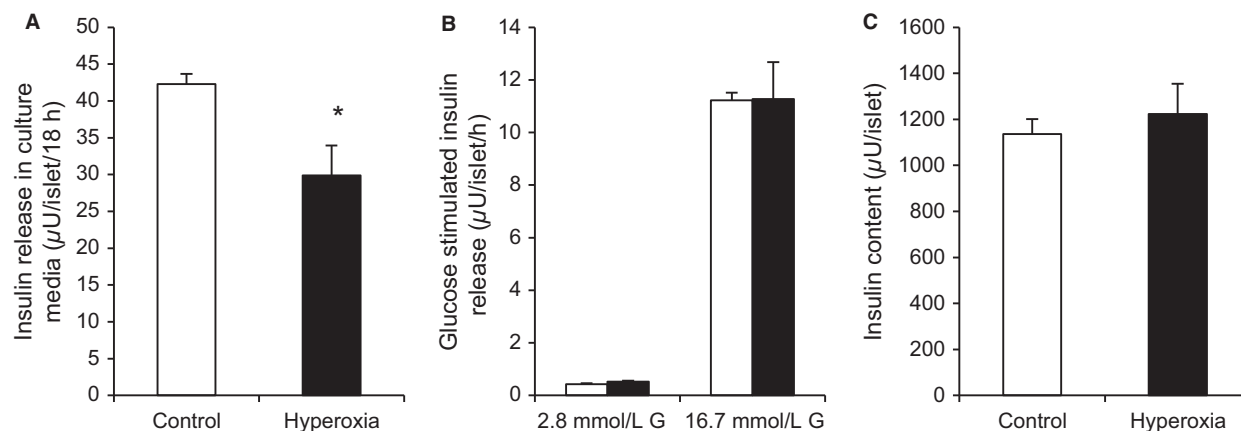 A
Insulin release in culture
media (µU/islet/18 h)
50
45
40
35
30
25
20
15
10
5
0
*
Control
Hyperoxia
B
Glucose stimulated insulin
release (µU/islet/h)
14
12
10
8
6
4
2
0
2.8 mmol/L G
16.7 mmol/L G
C
Insulin content (µU/islet)
1600
1400
1200
1000
800
600
400
200
0
Control
Hyperoxia